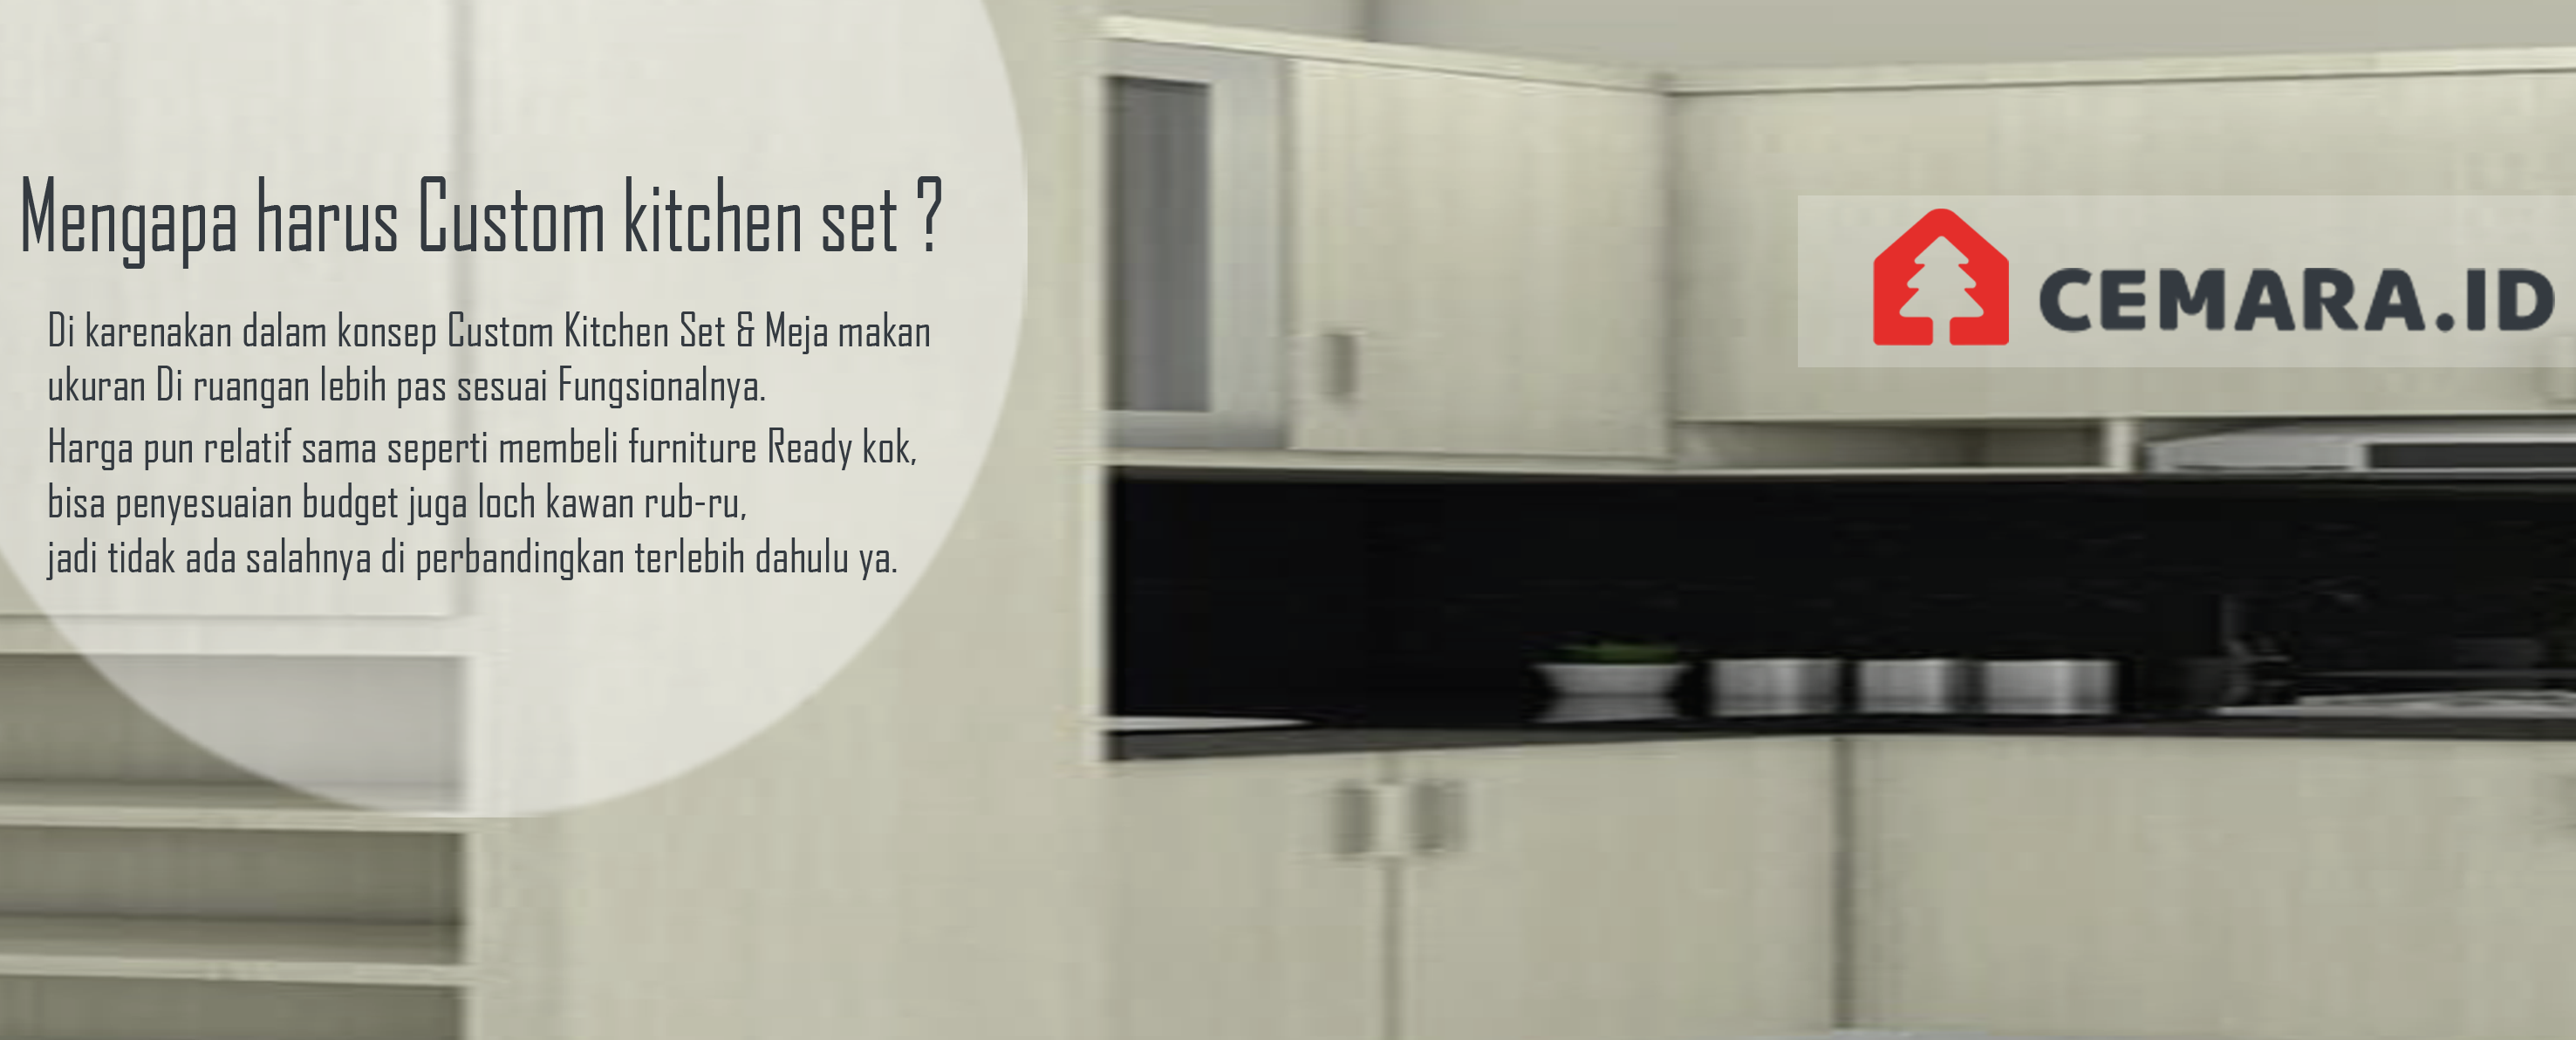 Mengapa harus Custom kitchen set ?
Di karenakan dalam konsep Custom Kitchen Set & Meja makan
ukuran Di ruangan lebih pas sesuai Fungsionalnya.
Harga pun relatif sama seperti membeli furniture Ready kok,
bisa penyesuaian budget juga loch kawan rub-ru,
jadi tidak ada salahnya di perbandingkan terlebih dahulu ya.
CEMARA.ID